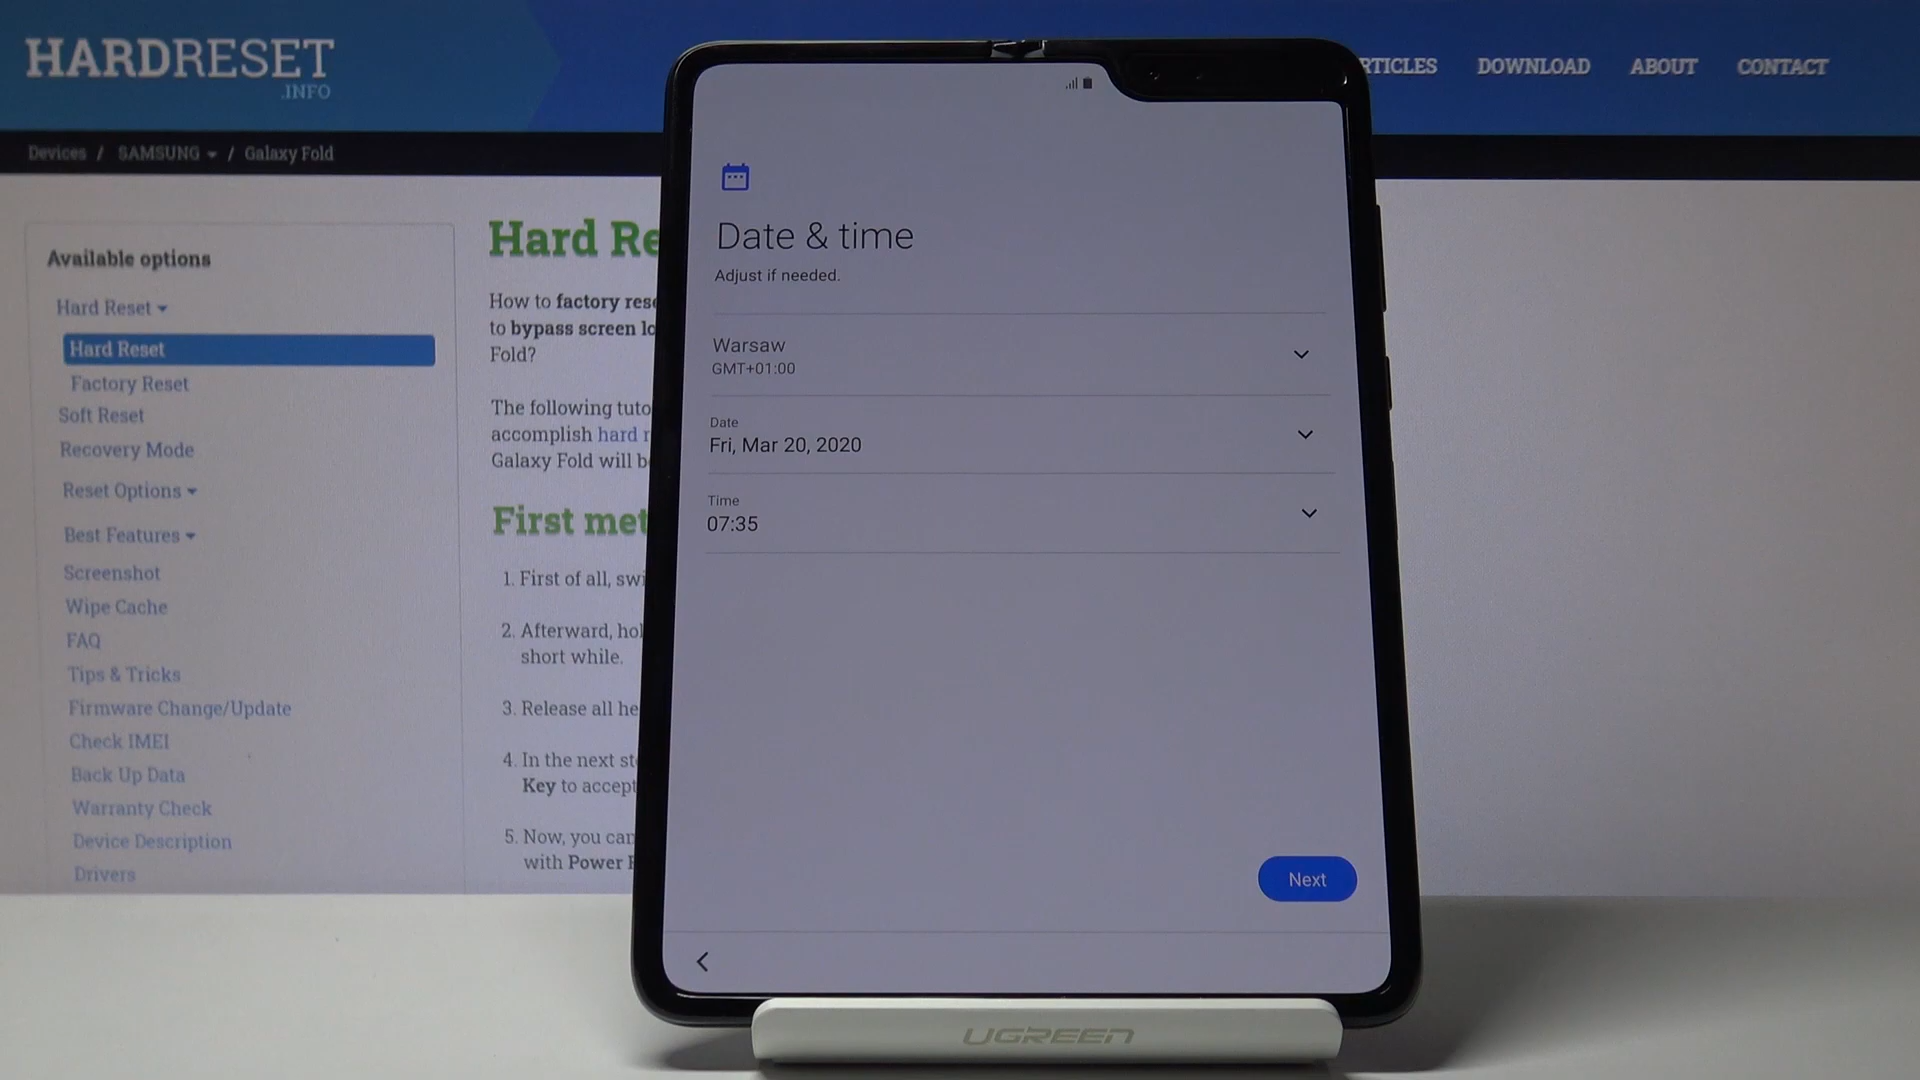 HARDRESET
.INFO
RTICLES
DOWNLOAD
ABOUT
CONTACT
Devices / SAMSUNG / Galaxy Fold
Available options
Hard Reset
Hard Reset
Factory Reset
Soft Reset
Recovery Mode
Reset Options
Best Features
Screenshot
Wipe Cache
FAQ
Tips & Tricks
Firmware Change/Update
Check IMEI
Back Up Data
Warranty Check
Device Description
Drivers
Hard Re
How to factory rese
to bypass screen lo
Fold?
The following tuto
accomplish hard r
Galaxy Fold will b
First met
1. First of all, swi
2. Afterward, hol
short while.
3. Release all he
4. In the next st
Key to accept
5. Now, you can
with Power
Date & time
Adjust if needed.
Warsaw
GMT+01:00
Date
Fri, Mar 20, 2020
Time
07:35
Next
UGREEN